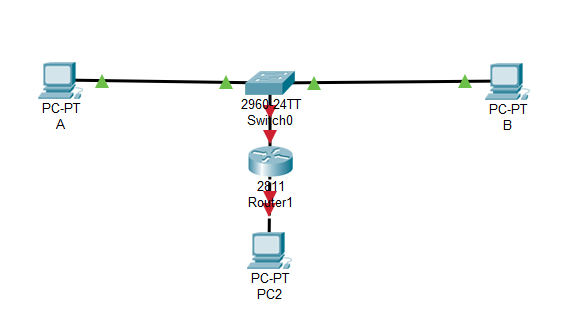 PC-PT
A
2960-24TT
Switch0
PC-PT
B
2811
Router1
PC-PT
PC2